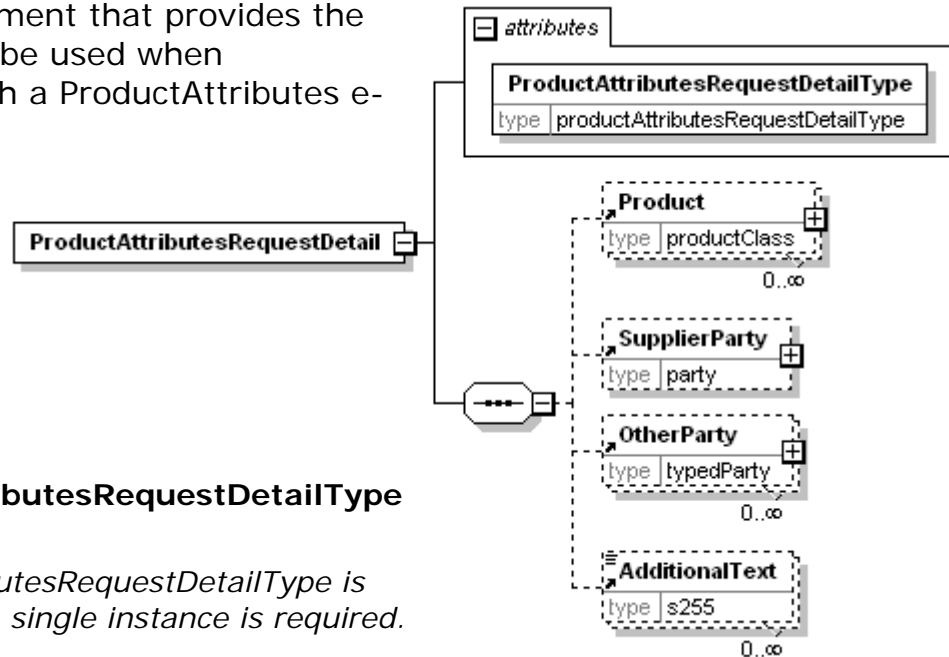 ment that provides the
be used when
h a ProductAttributes e-
attributes
ProductAttributesRequestDetailType
type productAttributesRequestDetailType
ProductAttributesRequestDetail
Product
type productClass
0..∞
SupplierParty
type party
OtherParty
type typedParty
0..∞
AdditionalText
type s255
0..∞
ibutesRequestDetailType
utesRequestDetailType is
single instance is required.